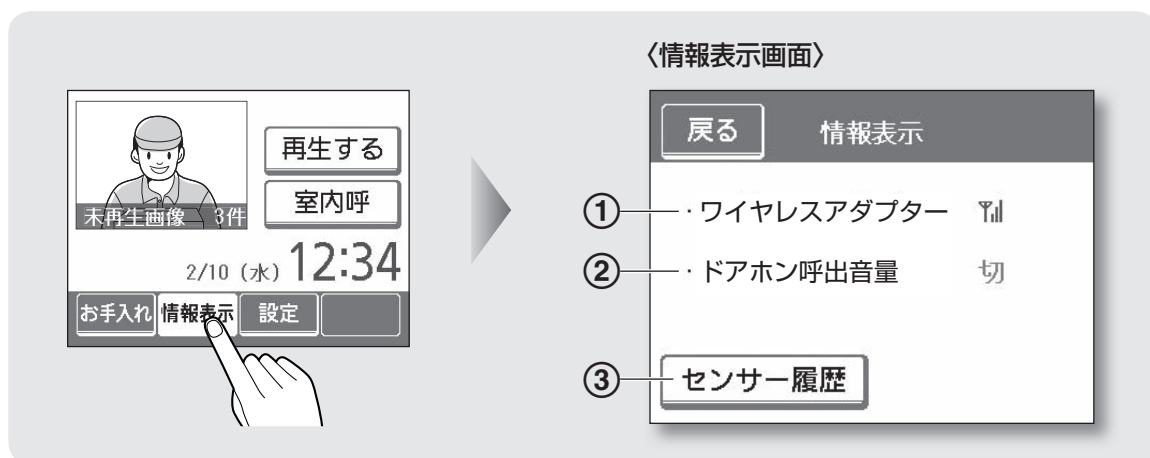 〈情報表示画面〉
再生する
室内呼
未再生画像 3件
2/10 (水) 12:34
お手入れ 情報表示 設定
戻る 情報表示
① ・ワイヤレスアダプター
② ・ドアホン呼出音量 切
③ センサー履歴